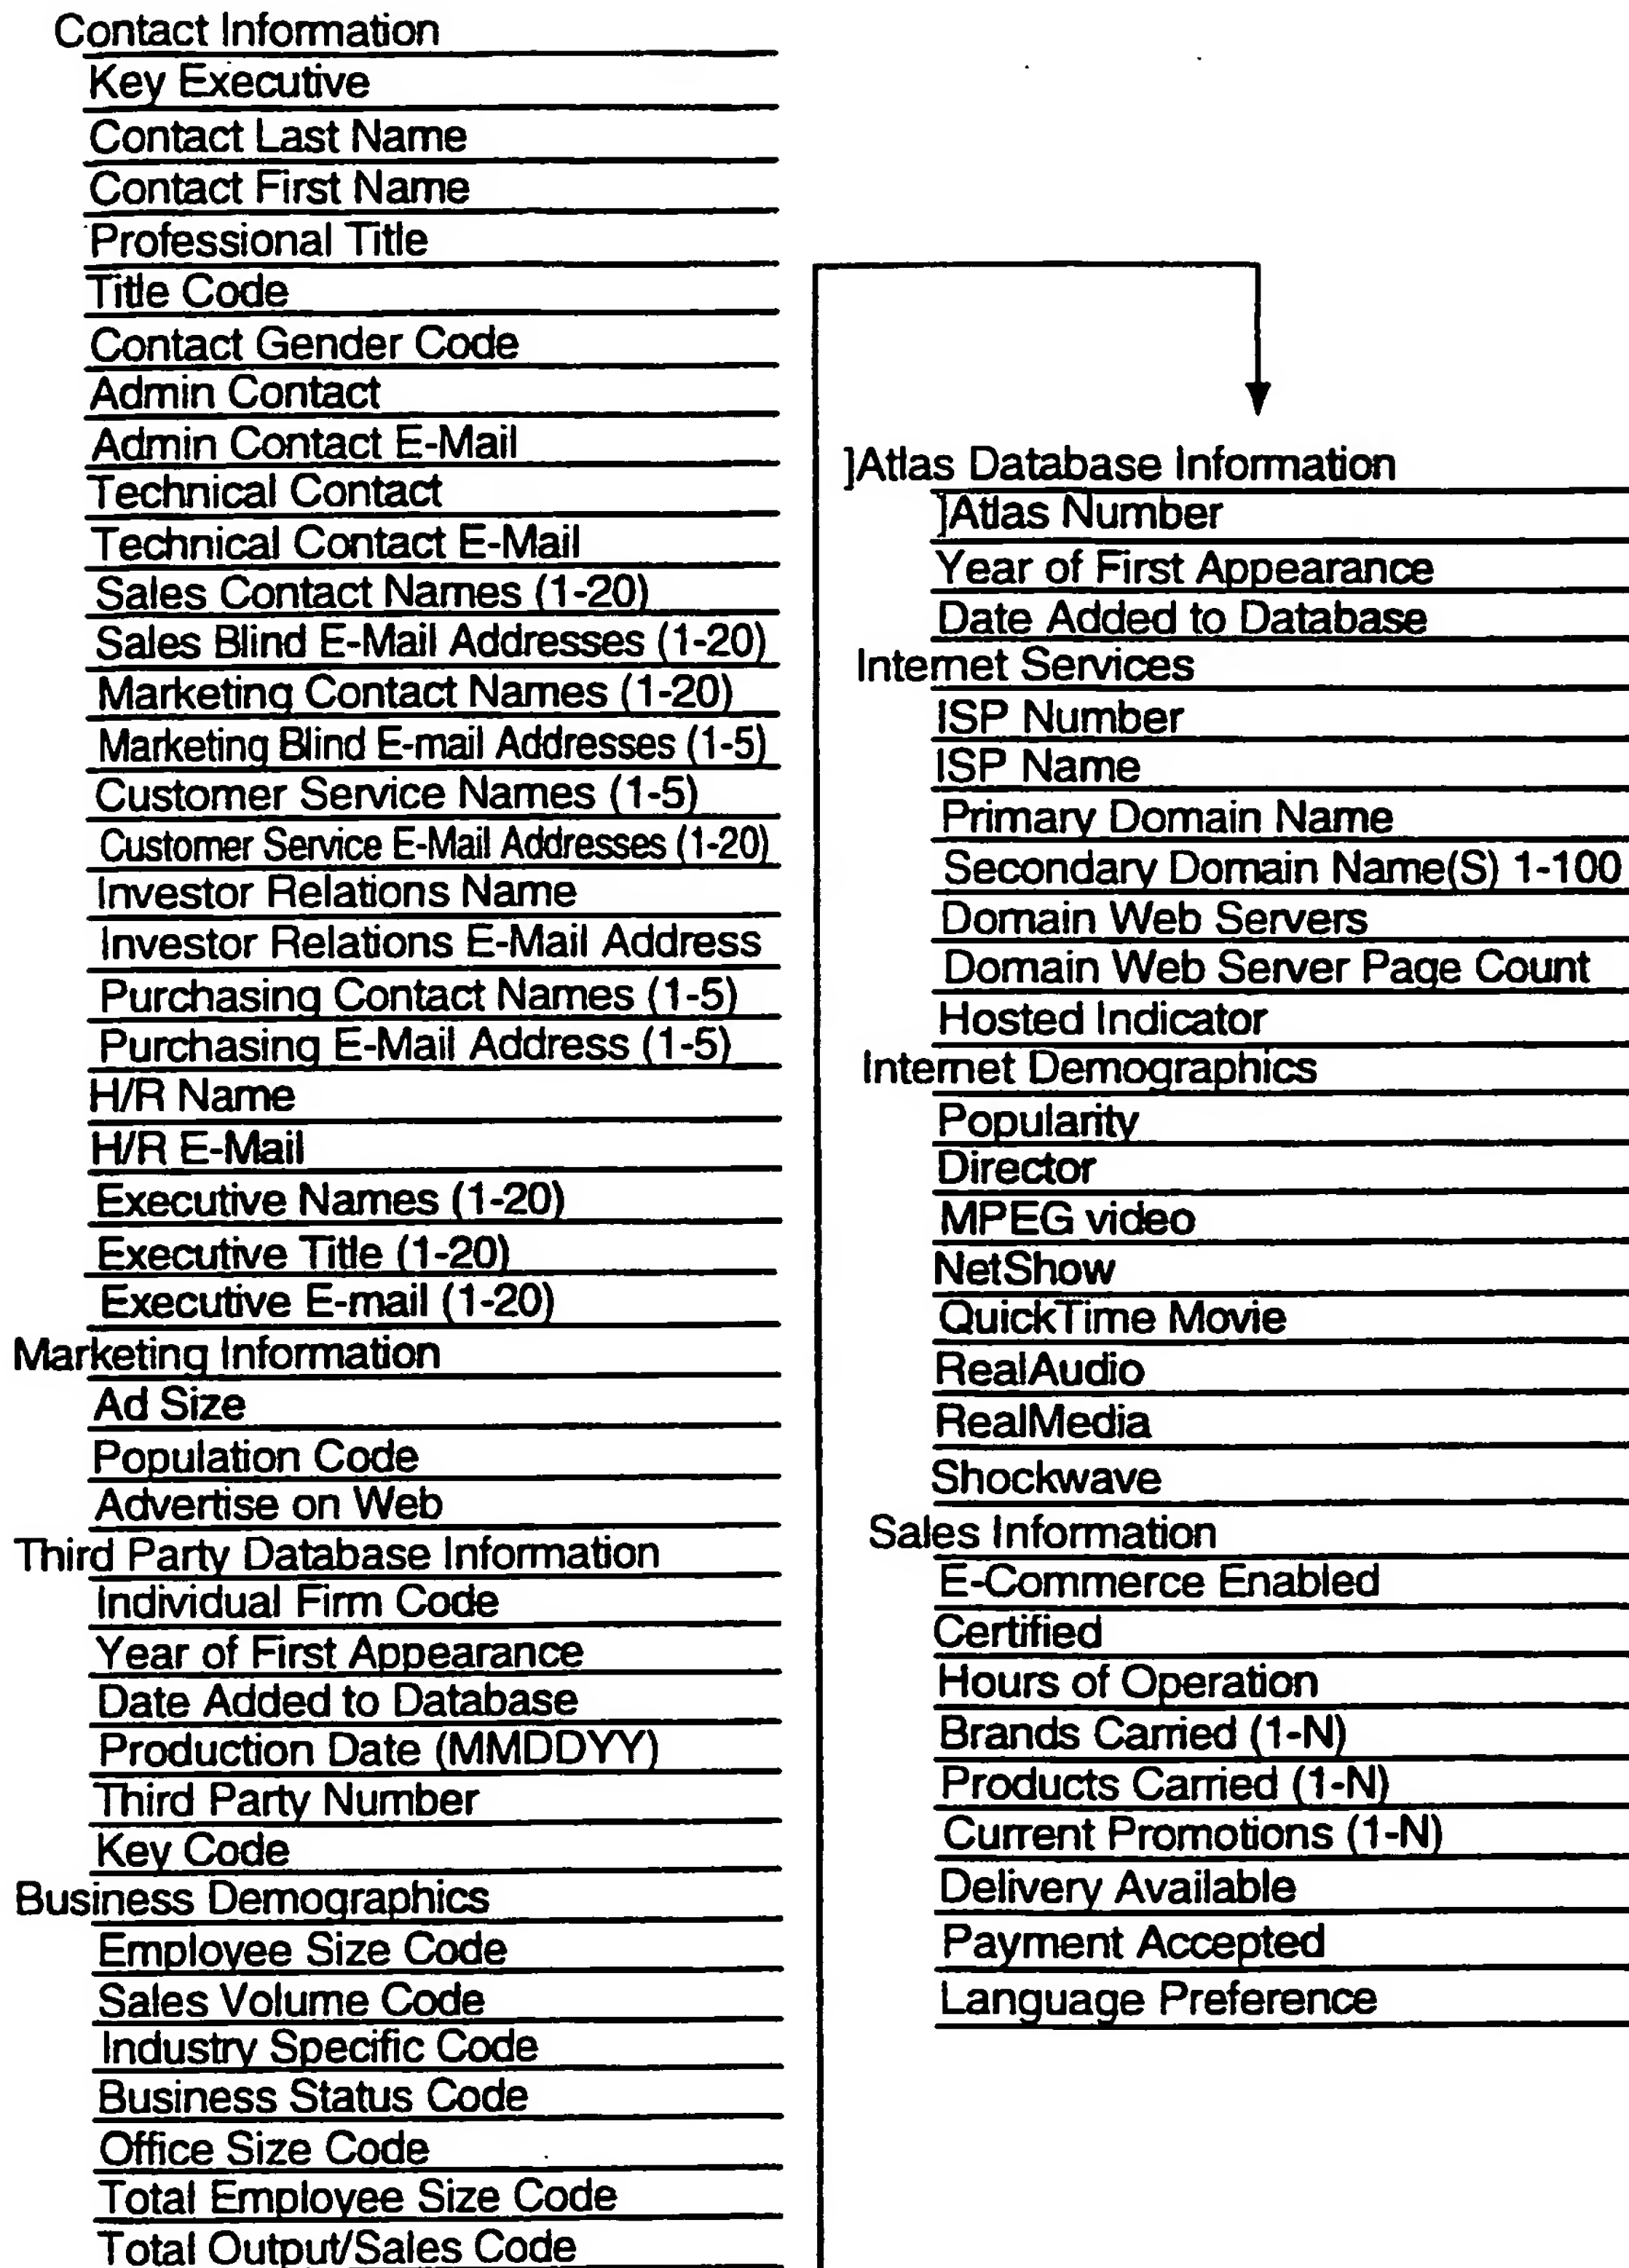 Contact Information
Key Executive
Contact Last Name
Contact First Name
Professional Title
Title Code
Contact Gender Code
Admin Contact
Admin Contact E-Mail
Technical Contact
Technical Contact E-Mail
Sales Contact Names (1-20)
Sales Blind E-Mail Addresses (1-20)
Marketing Contact Names (1-20)
Marketing Blind E-mail Addresses (1-5)
Customer Service Names (1-5)
Customer Service E-Mail Addresses (1-20)
Investor Relations Name
Investor Relations E-Mail Address
Purchasing Contact Names (1-5)
Purchasing E-Mail Address (1-5)
H/R Name
H/R E-Mail
Executive Names (1-20)
Executive Title (1-20)
Executive E-mail (1-20)
Marketing Information
Ad Size
Population Code
Advertise on Web
Third Party Database Information
Individual Firm Code
Year of First Appearance
Date Added to Database
Production Date (MMDDYY)
Third Party Number
Key Code
Business Demographics
Employee Size Code
Sales Volume Code
Industry Specific Code
Business Status Code
Office Size Code
Total Employee Size Code
Total Output/Sales Code
]Atlas Database Information
]Atlas Number
Year of First Appearance
Date Added to Database
Internet Services
ISP Number
ISP Name
Primary Domain Name
Secondary Domain Name(S) 1-100
Domain Web Servers
Domain Web Server Page Count
Hosted Indicator
Internet Demographics
Popularity
Director
MPEG video
NetShow
QuickTime Movie
RealAudio
RealMedia
Shockwave
Sales Information
E-Commerce Enabled
Certified
Hours of Operation
Brands Carried (1-N)
Products Carried (1-N)
Current Promotions (1-N)
Delivery Available
Payment Accepted
Language Preference